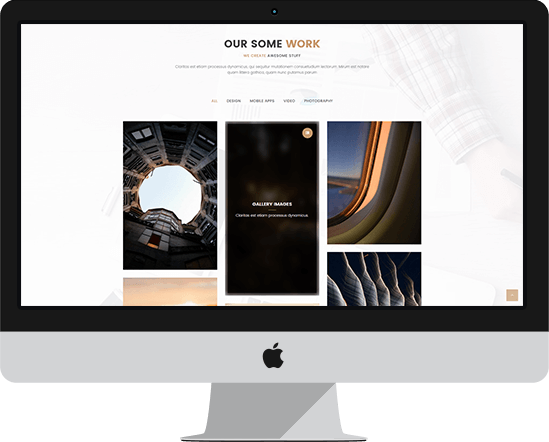 OUR SOME WORK
WE CREATE AWESOME STUFF
Claritas est etiam processus dynamicus, qui sequitur mutationem consuetudium lectorum, rerum est notare
quam littera gothica, quam nunc putamus parum
ALL DESIGN MOBILE APPS VIDEO PHOTOGRAPHY
GALLERY IMAGES
Claritas est etiam processus dynamicus.